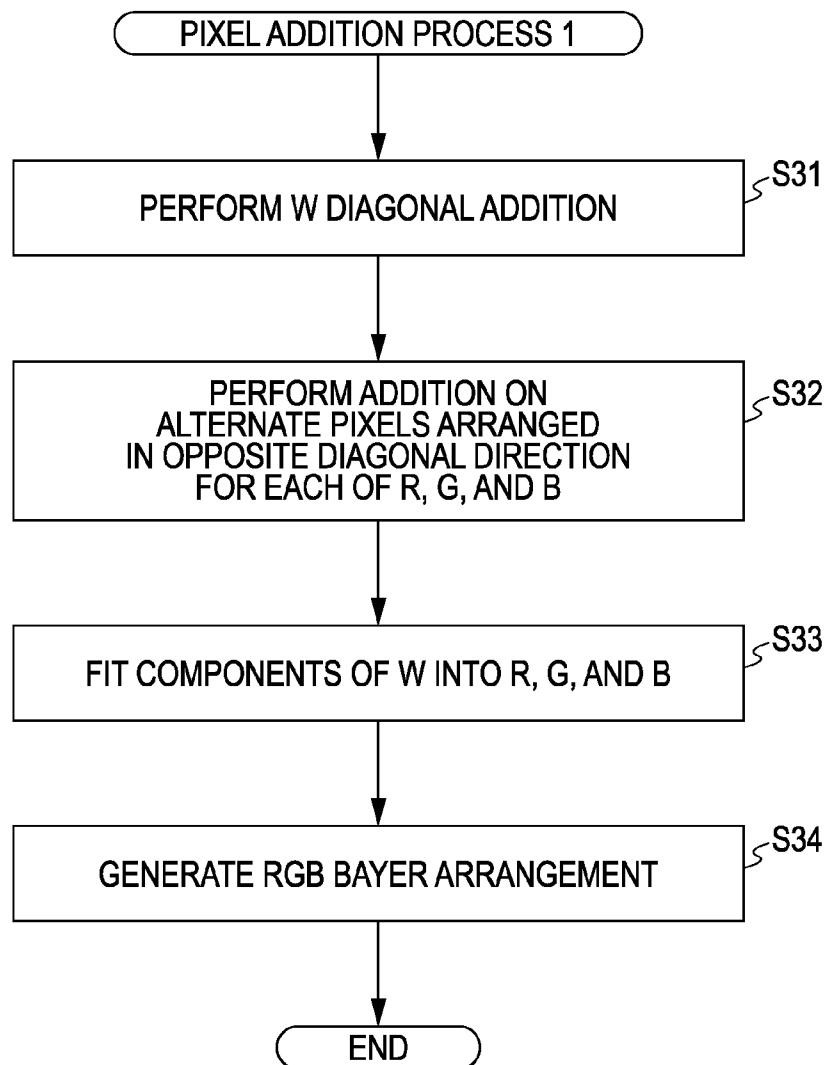 PIXEL ADDITION PROCESS 1
S31
PERFORM W DIAGONAL ADDITION
S32
PERFORM ADDITION ON
ALTERNATE PIXELS ARRANGED
IN OPPOSITE DIAGONAL DIRECTION
FOR EACH OF R, G, AND B
S33
FIT COMPONENTS OF W INTO R, G, AND B
S34
GENERATE RGB BAYER ARRANGEMENT
END